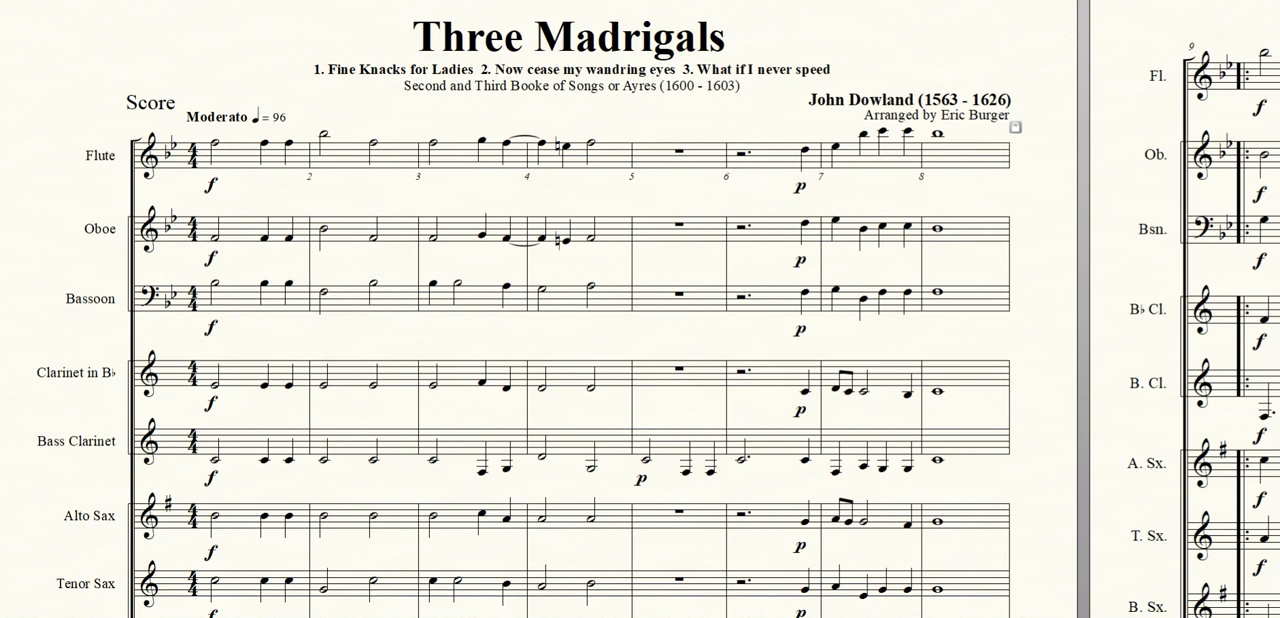 Three Madrigals
1. Fine Knacks for Ladies 2. Now cease my wandring eyes 3. What if I never speed
Second and Third Booke of Songs or Ayres (1600 - 1603)
Score
John Dowland (1563 - 1626)
Arranged by Eric Burger
Moderato ♩ = 96
Flute
f
p
2 3 4 5 6 7 8
Oboe
f
p
Bassoon
f
p
Clarinet in B♭
f
p
Bass Clarinet
f
p
Alto Sax
f
p
Tenor Sax
f
p
9
Fl.
f
Ob.
f
Bsn.
f
B♭ Cl.
f
B. Cl.
f
A. Sx.
f
T. Sx.
f
B. Sx.